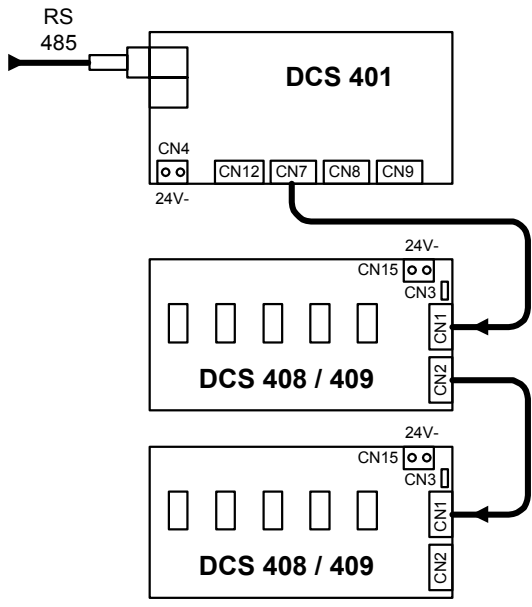 RS
485
DCS 401
CN4
CN12
CN7
CN8
CN9
24V-
24V-
CN15
CN3
CN1
DCS 408 / 409
CN2
24V-
CN15
CN3
CN1
DCS 408 / 409
CN2